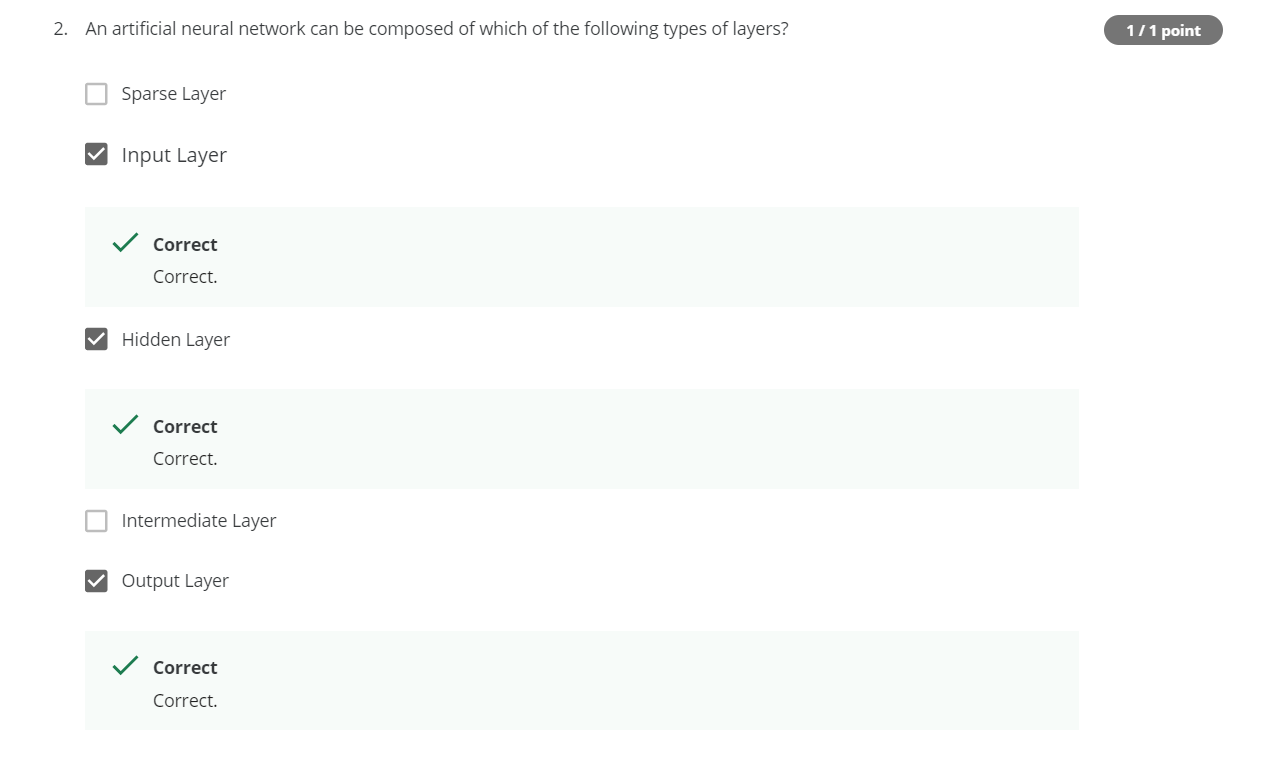 2. An artificial neural network can be composed of which of the following types of layers?
1 / 1 point
Sparse Layer
Input Layer
Correct
Correct.
Hidden Layer
Correct
Correct.
Intermediate Layer
Output Layer
Correct
Correct.